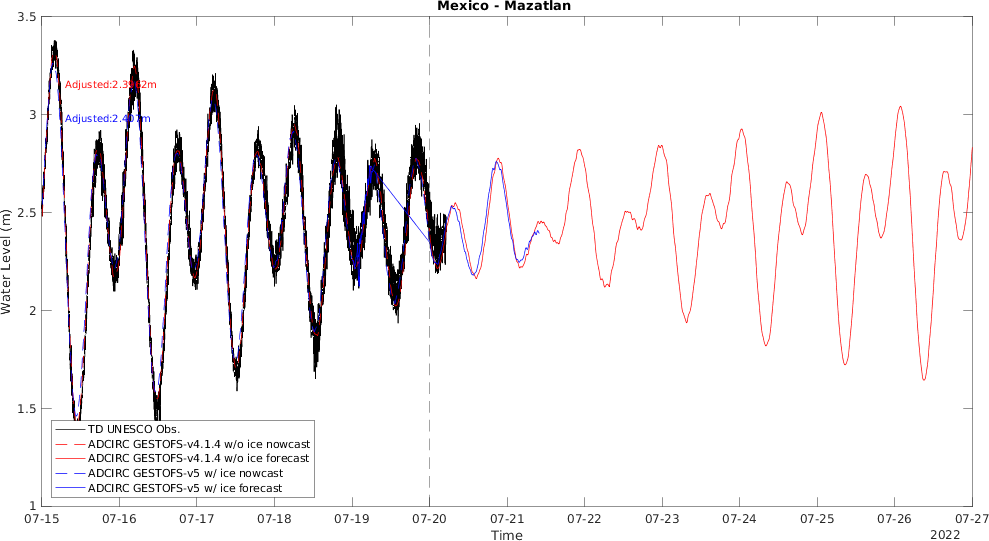 Mexico - Mazatlan
3.5
3
2.5
2
1.5
1
Water Level (m)
Adjusted:2.3962m
Adjusted:2.407m
TD UNESCO Obs.
ADCIRC GESTOFS-v4.1.4 w/o ice nowcast
ADCIRC GESTOFS-v4.1.4 w/o ice forecast
ADCIRC GESTOFS-v5 w/ ice nowcast
ADCIRC GESTOFS-v5 w/ ice forecast
07-15 07-16 07-17 07-18 07-19 07-20 07-21 07-22 07-23 07-24 07-25 07-26 07-27
Time
2022